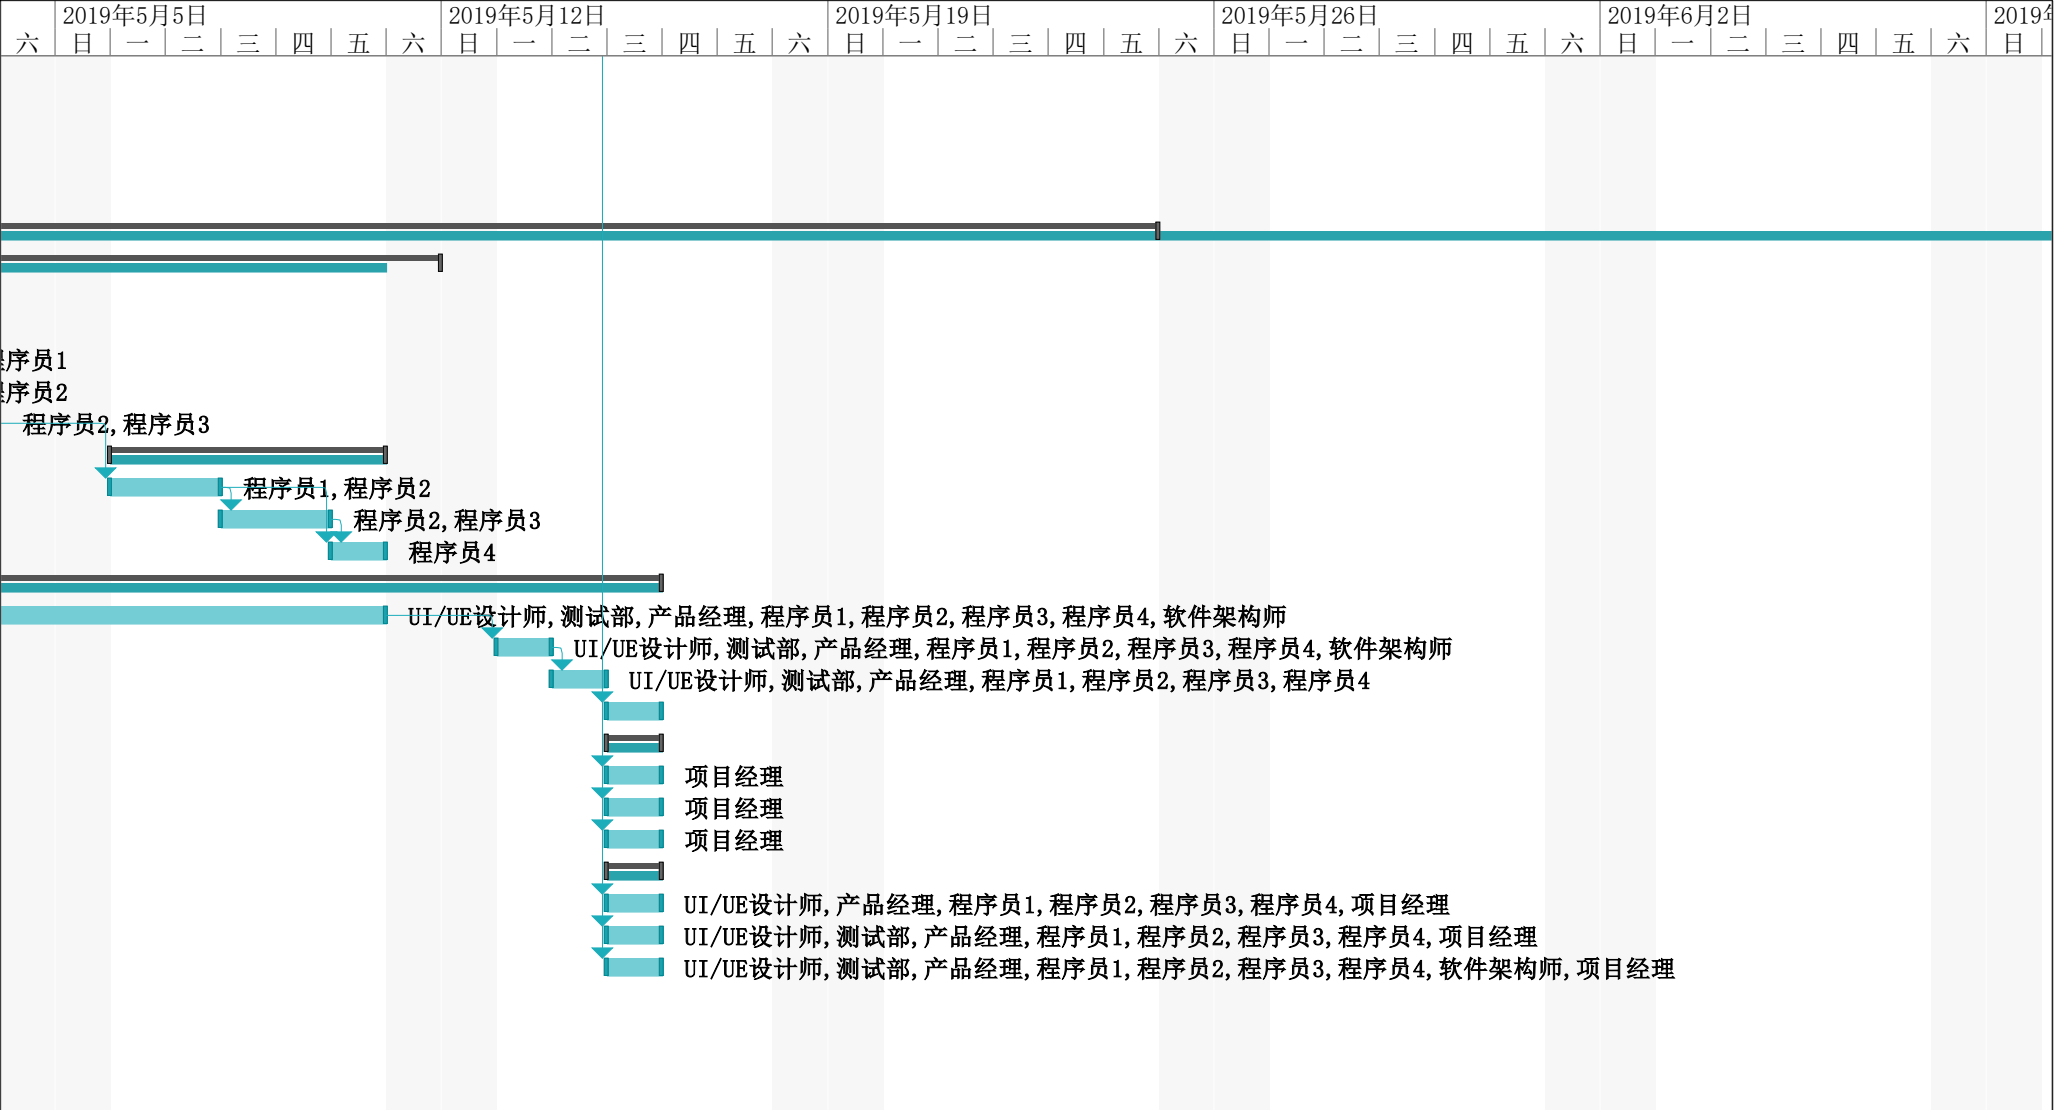 2019年5月5日 2019年5月12日 2019年5月19日 2019年5月26日 2019年6月2日 2019
六 日 一 二 三 四 五 六 日 一 二 三 四 五 六 日 一 二 三 四 五 六 日 一 二 三 四 五 六 日 一 二 三 四 五 六 日
程序员1
程序员2
程序员2,程序员3
程序员1,程序员2
程序员2,程序员3
程序员4
UI/UE设计师,测试部,产品经理,程序员1,程序员2,程序员3,程序员4,软件架构师
UI/UE设计师,测试部,产品经理,程序员1,程序员2,程序员3,程序员4,软件架构师
UI/UE设计师,测试部,产品经理,程序员1,程序员2,程序员3,程序员4
项目经理
项目经理
项目经理
UI/UE设计师,产品经理,程序员1,程序员2,程序员3,程序员4,项目经理
UI/UE设计师,测试部,产品经理,程序员1,程序员2,程序员3,程序员4,项目经理
UI/UE设计师,测试部,产品经理,程序员1,程序员2,程序员3,程序员4,软件架构师,项目经理